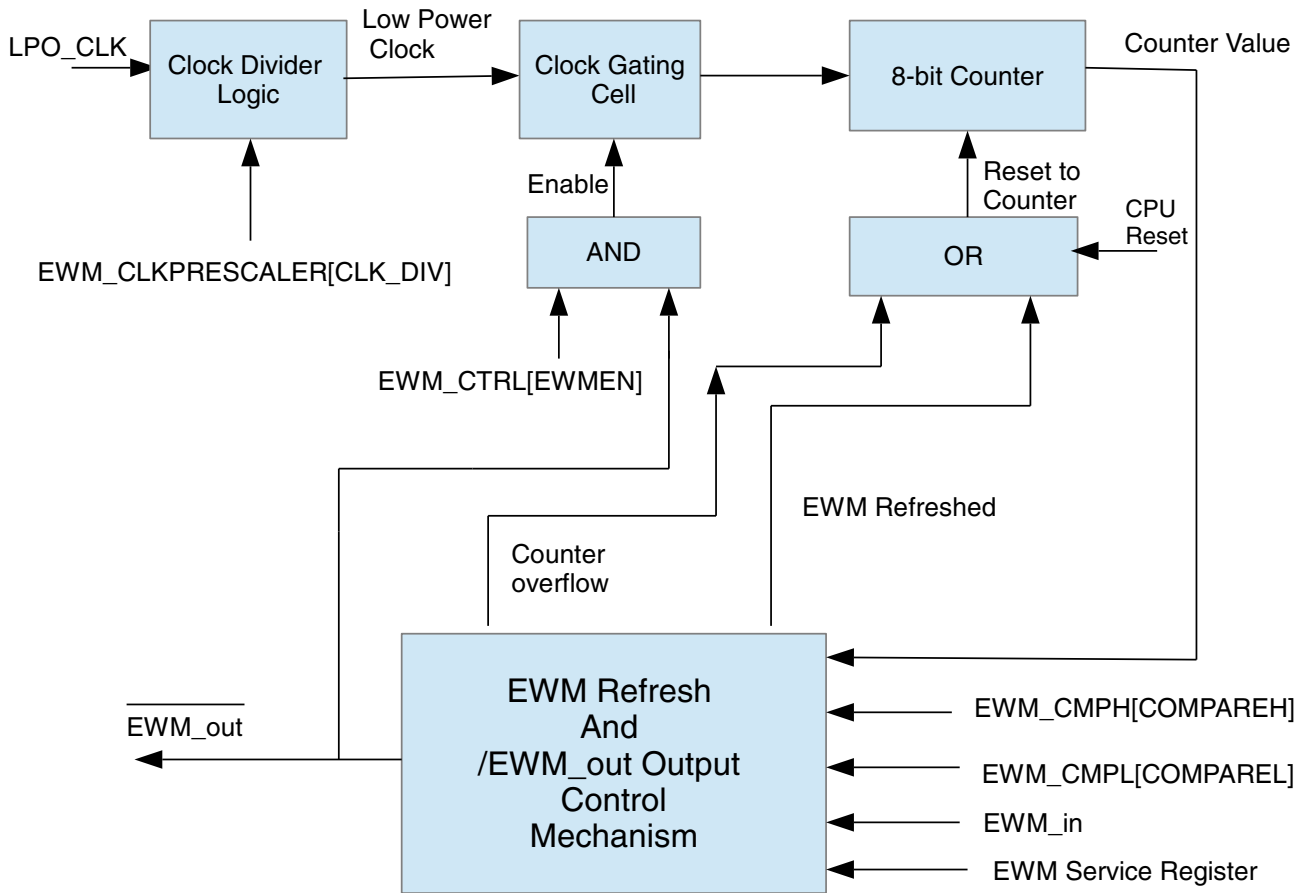 LPO_CLK
Low Power
Clock
Counter Value
Clock Divider
Logic
Clock Gating
Cell
8-bit Counter
Enable
Reset to
Counter
CPU
Reset
AND
OR
EWM_CLKPRESCALER[CLK_DIV]
EWM_CTRL[EWMEN]
EWM Refreshed
Counter
overflow
EWM Refresh
And
/EWM_out Output
Control
Mechanism
EWM_out
EWM_CMPH[COMPAREH]
EWM_CMPL[COMPAREL]
EWM_in
EWM Service Register